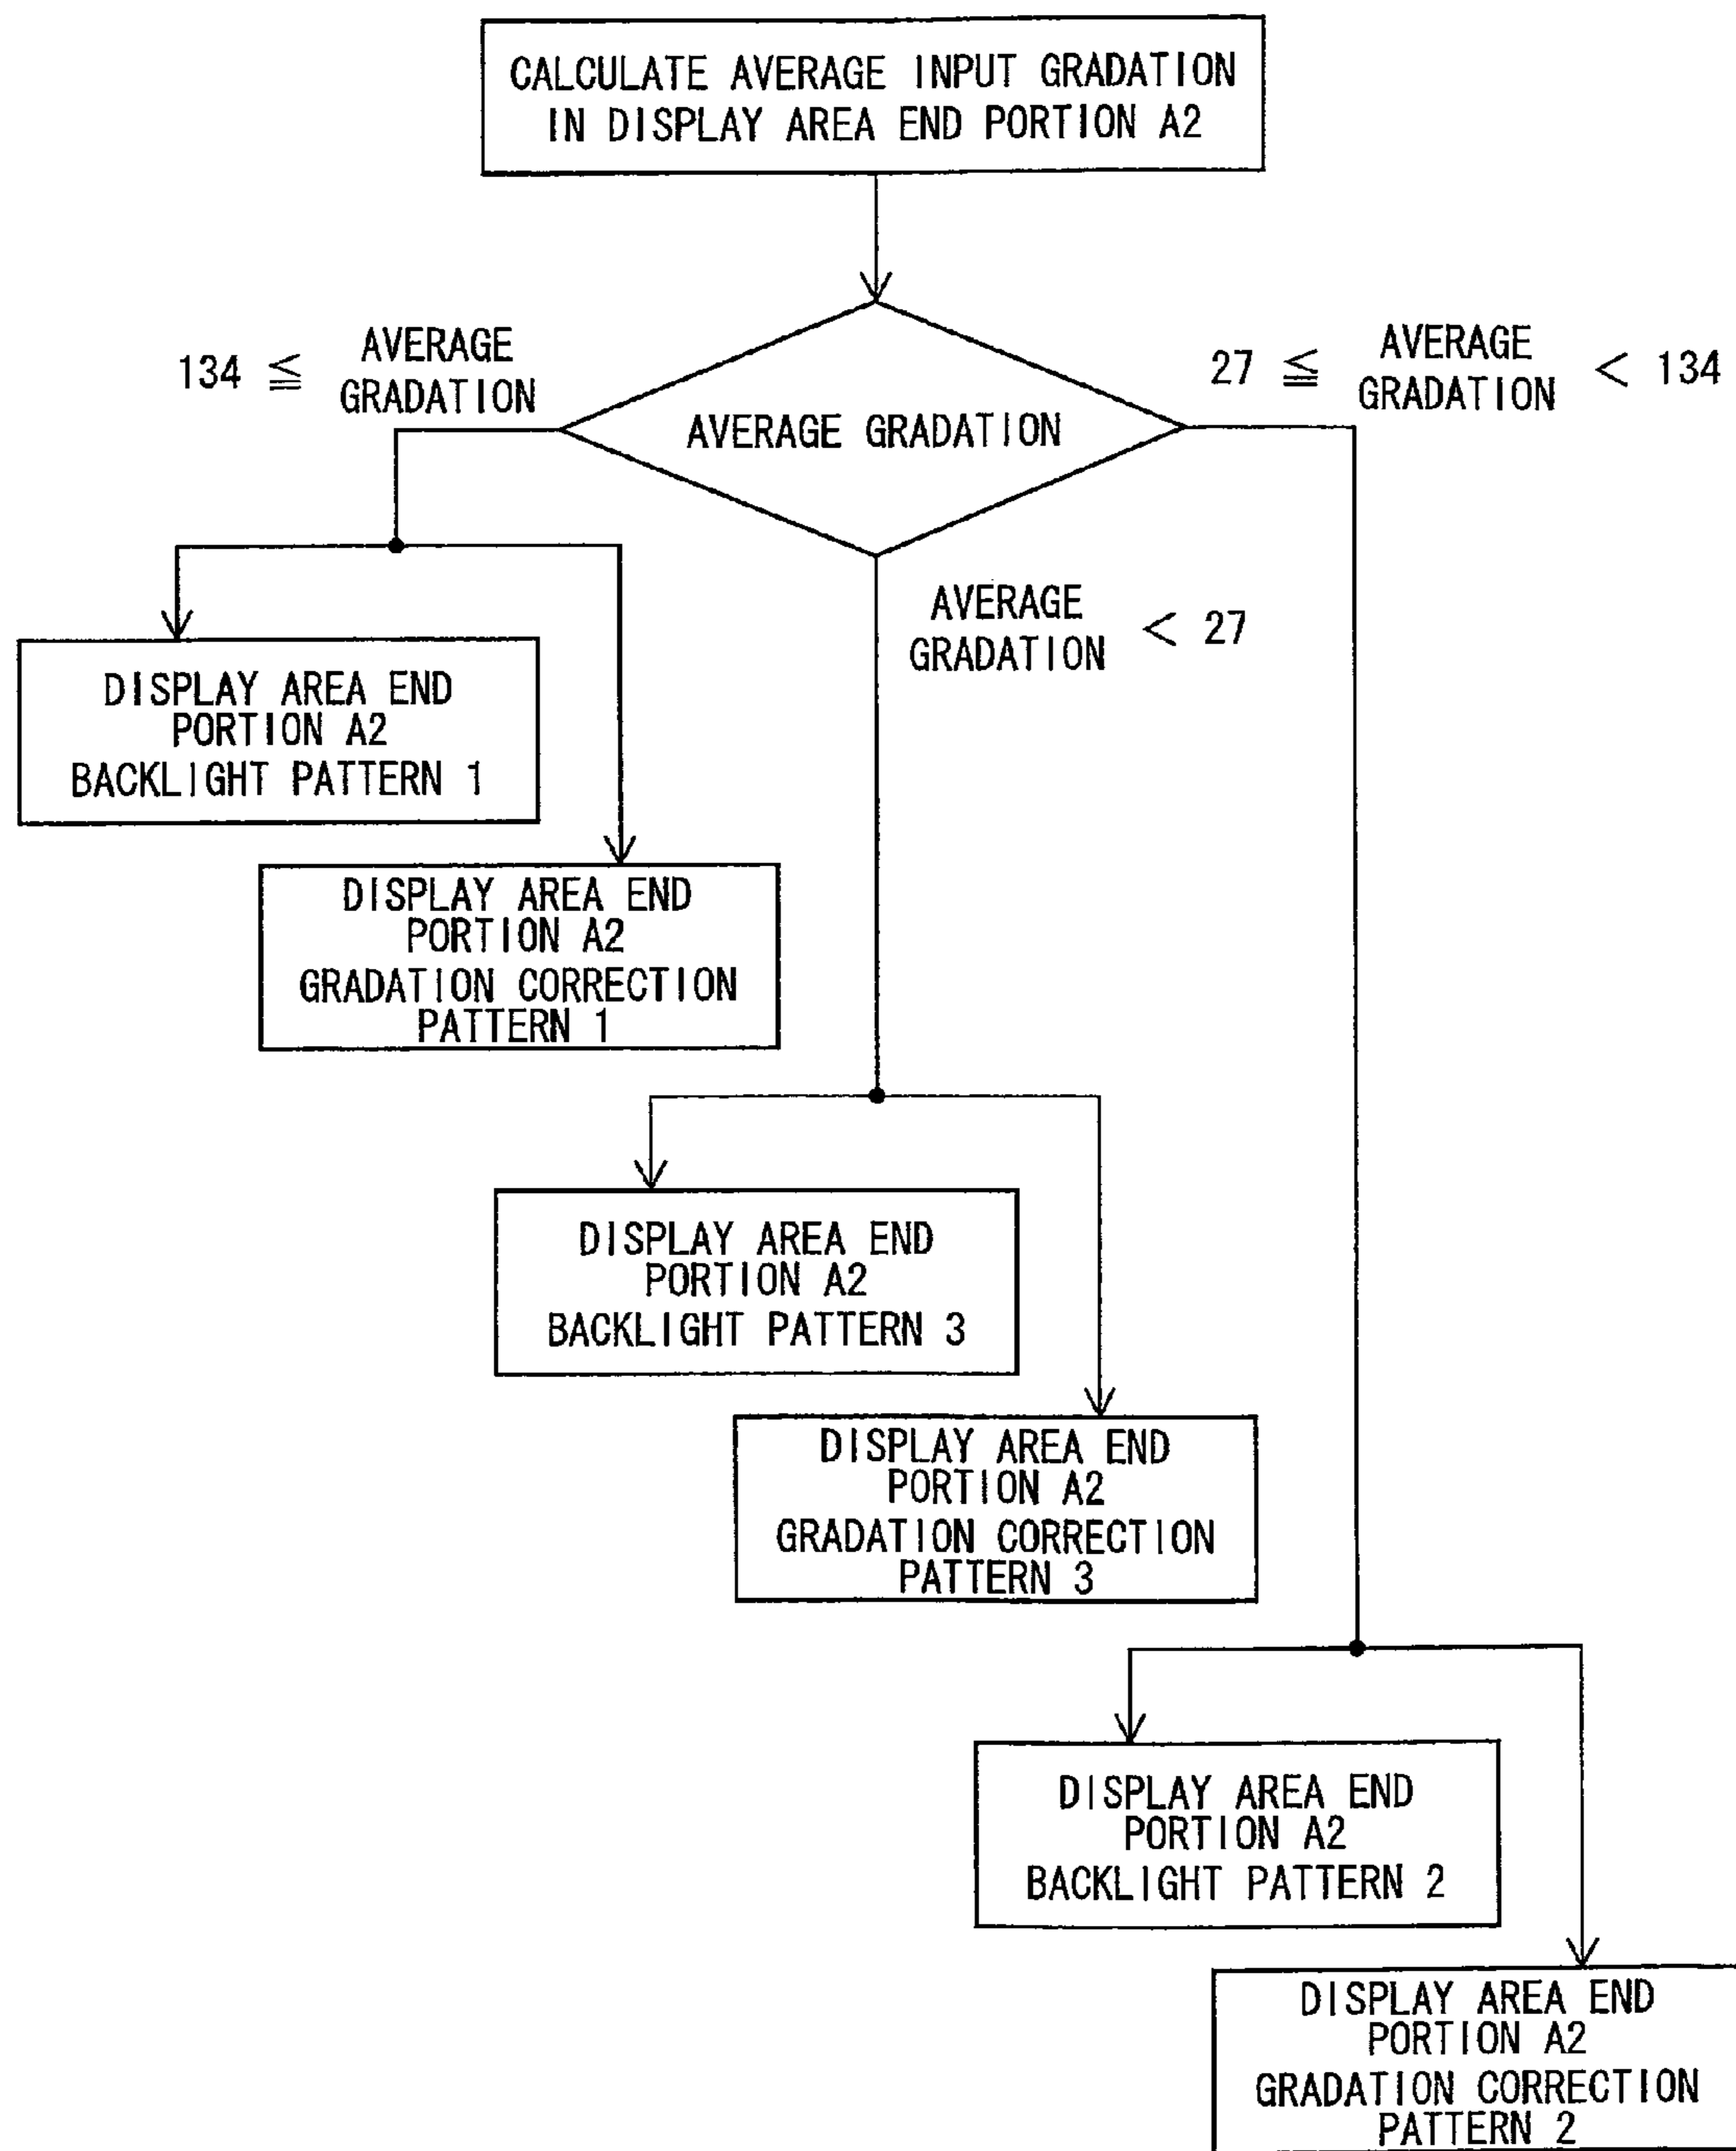 CALCULATE AVERAGE INPUT GRADATION
IN DISPLAY AREA END PORTION A2
134 ≦ AVERAGE
GRADATION
27 ≦ AVERAGE
GRADATION < 134
AVERAGE GRADATION
AVERAGE
GRADATION < 27
DISPLAY AREA END
PORTION A2
BACKLIGHT PATTERN 1
DISPLAY AREA END
PORTION A2
GRADATION CORRECTION
PATTERN 1
DISPLAY AREA END
PORTION A2
BACKLIGHT PATTERN 3
DISPLAY AREA END
PORTION A2
GRADATION CORRECTION
PATTERN 3
DISPLAY AREA END
PORTION A2
BACKLIGHT PATTERN 2
DISPLAY AREA END
PORTION A2
GRADATION CORRECTION
PATTERN 2